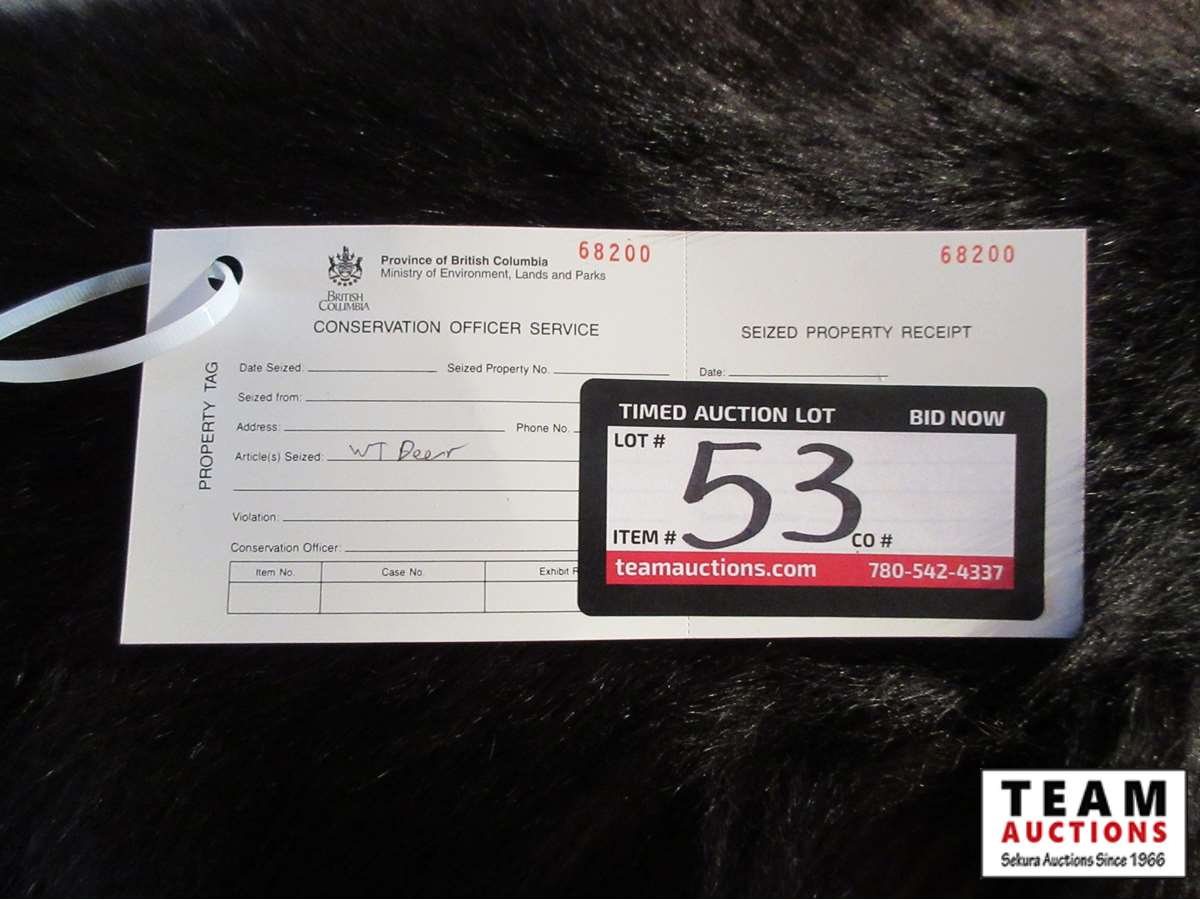 Province of British Columbia 68200
Ministry of Environment, Lands and Parks
BRITISH
COLUMBIA
CONSERVATION OFFICER SERVICE
PROPERTY TAG
Date Seized: Seized Property No.
Seized from:
Address: Phone No.
Article(s) Seized: WT Deer
Violation:
Conservation Officer:
Item No. Case No. Exhibit
68200
SEIZED PROPERTY RECEIPT
Date:
TIMED AUCTION LOT BID NOW
LOT #
53
ITEM # CO #
teamauctions.com 780-542-4337
TEAM
AUCTIONS
Sekura Auctions Since 1966